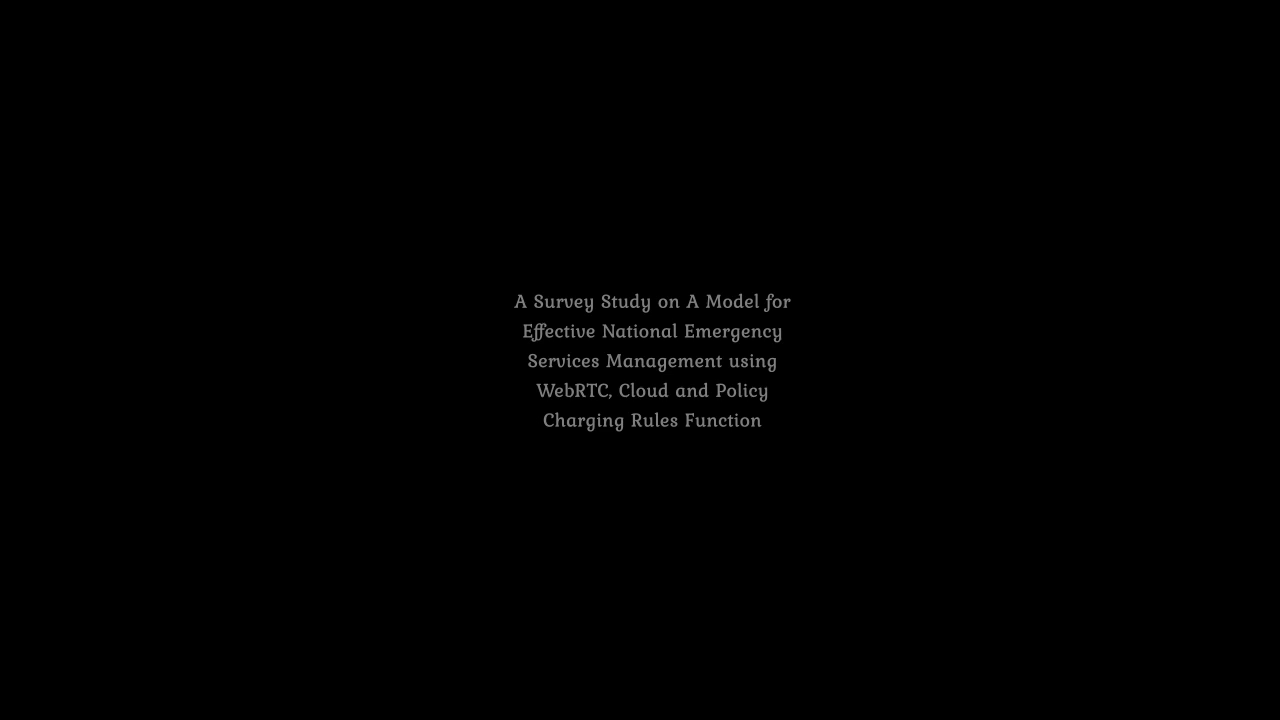 A Survey Study on A Model for
Effective National Emergency
Services Management using
WebRTC, Cloud and Policy
Charging Rules Function